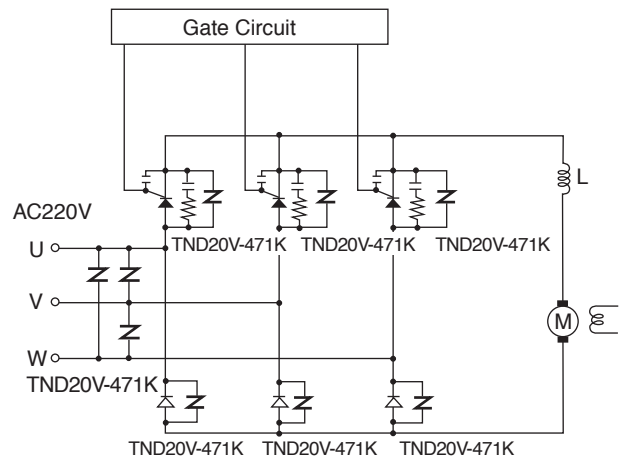 Gate Circuit
L
AC220V
TND20V-471K TND20V-471K TND20V-471K
U
V
M
W
TND20V-471K
TND20V-471K TND20V-471K TND20V-471K